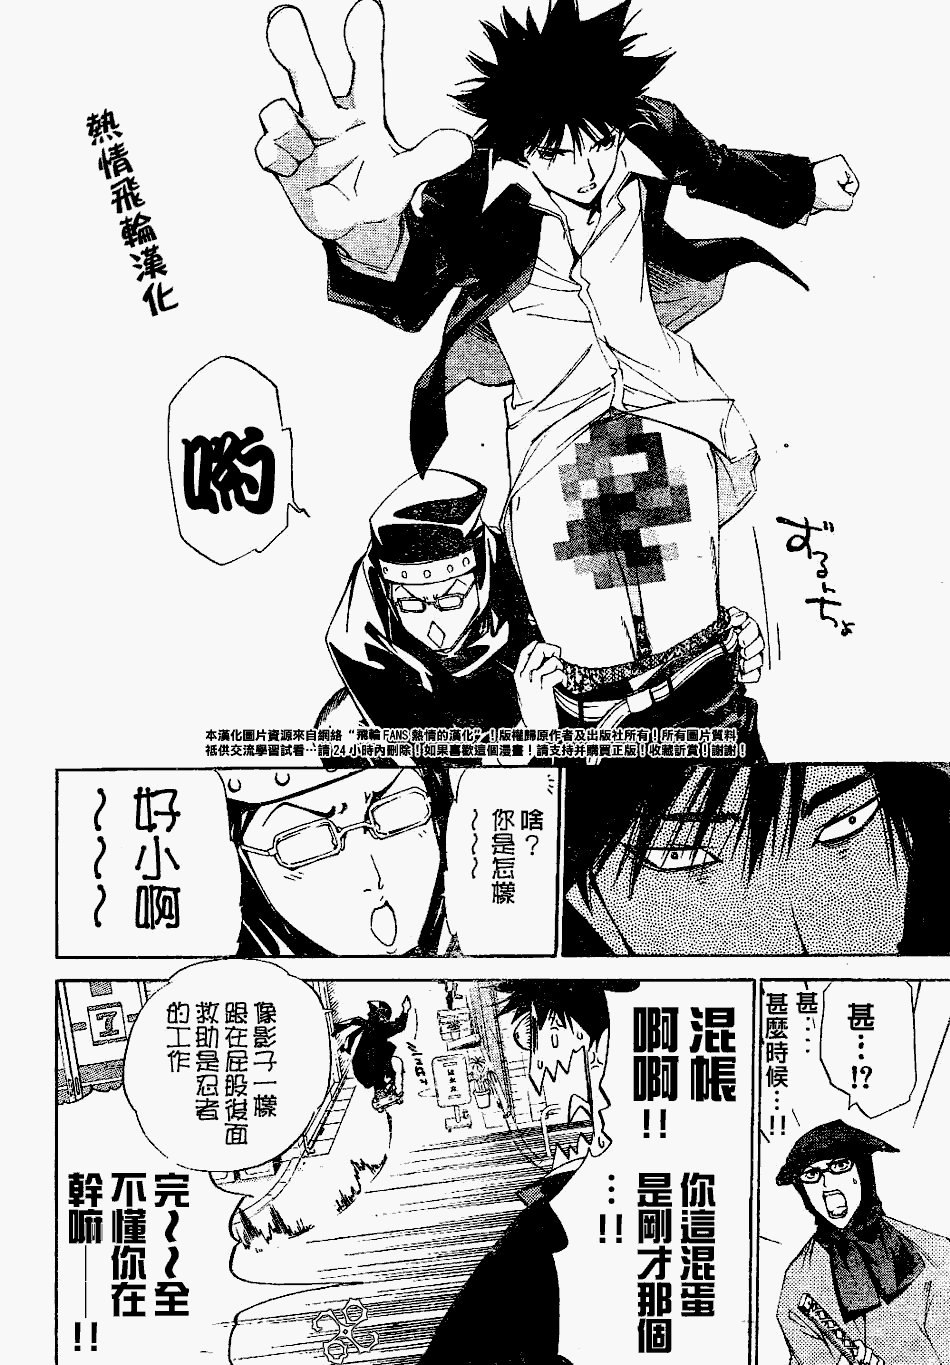 熱情飛輪漢化
喲
ずるっちょ
本漢化圖片資源來自網絡“飛輪FANS熱情的漢化”！版權歸原作者及出版社所有！所有圖片資料
祗供交流學習試看…請24小時內刪除！如果喜歡這個漫畫！請支持并購買正版！收藏訢賞！謝謝！
啥？
你是怎樣
～～～
好小啊
～～～
甚…!?
甚…
甚麼時候…!!
混帳
啊啊!!
你這混蛋
是剛才那個
…!!
像影子一樣
跟在屁股後面
救助是忍者
的工作
完～～全
不懂你在
幹嘛──!!